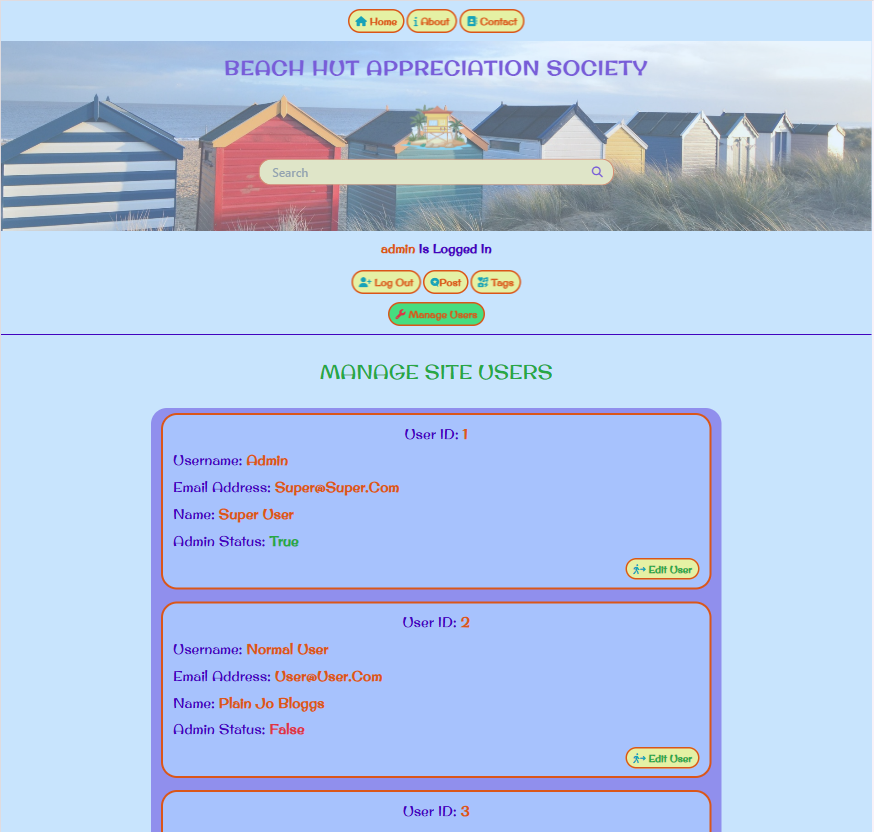 Home About Contact
BEACH HUT APPRECIATION SOCIETY
Search
admin Is Logged In
Log Out Post Tags
Manage Users
MANAGE SITE USERS
User ID: 1
Username: Admin
Email Address: Super@Super.Com
Name: Super User
Admin Status: True
Edit User
User ID: 2
Username: Normal User
Email Address: User@User.Com
Name: Plain Jo Bloggs
Admin Status: False
Edit User
User ID: 3